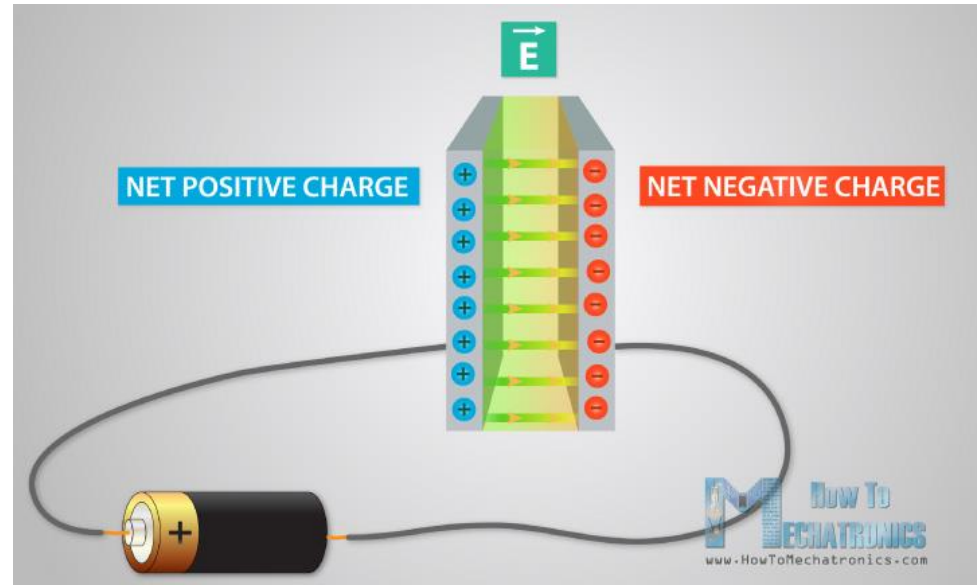 E
NET POSITIVE CHARGE
NET NEGATIVE CHARGE
+ −
+ −
+ −
+ −
+ −
+ −
+ −
+ −
+
How To
MECHATRONICS
www.HowToMechatronics.com